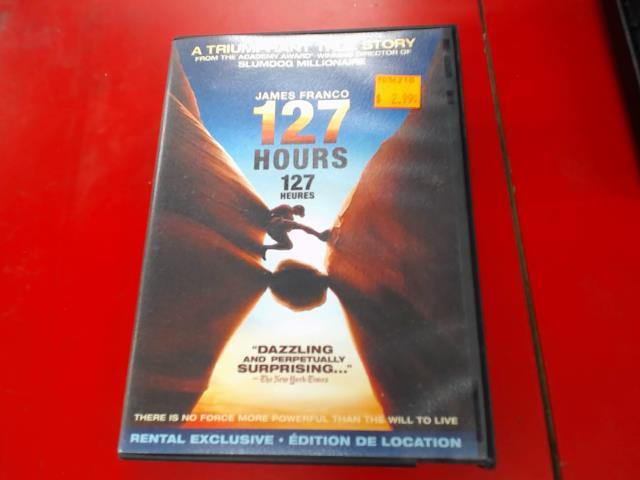 A TRIUMPHANT TRUE STORY
FROM THE ACADEMY AWARD WINNING DIRECTOR OF
SLUMDOG MILLIONAIRE
$ 2.99
JAMES FRANCO
127
HOURS
127
HEURES
"DAZZLING
AND PERPETUALLY
SURPRISING..."
—The New York Times
THERE IS NO FORCE MORE POWERFUL THAN THE WILL TO LIVE
RENTAL EXCLUSIVE • ÉDITION DE LOCATION